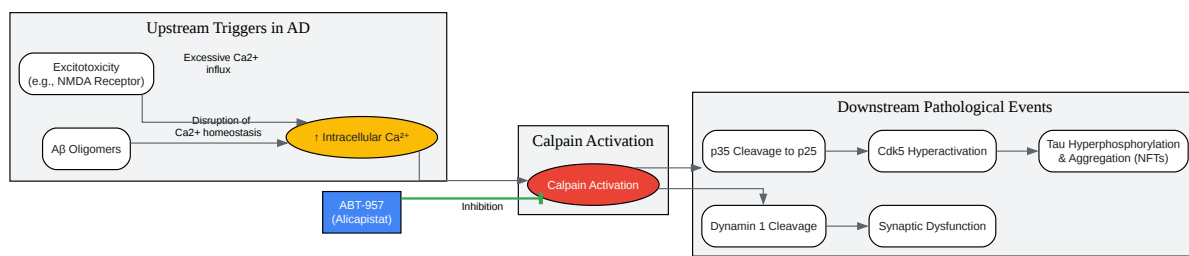 Upstream Triggers in AD
Excitotoxicity
(e.g., NMDA Receptor)
Excessive Ca2+
influx
Disruption of
Ca2+ homeostasis
Aβ Oligomers
↑ Intracellular Ca²⁺
ABT-957
(Alicapistat)
Inhibition
Calpain Activation
Calpain Activation
Downstream Pathological Events
p35 Cleavage to p25
Cdk5 Hyperactivation
Tau Hyperphosphorylation
& Aggregation (NFTs)
Dynamin 1 Cleavage
Synaptic Dysfunction